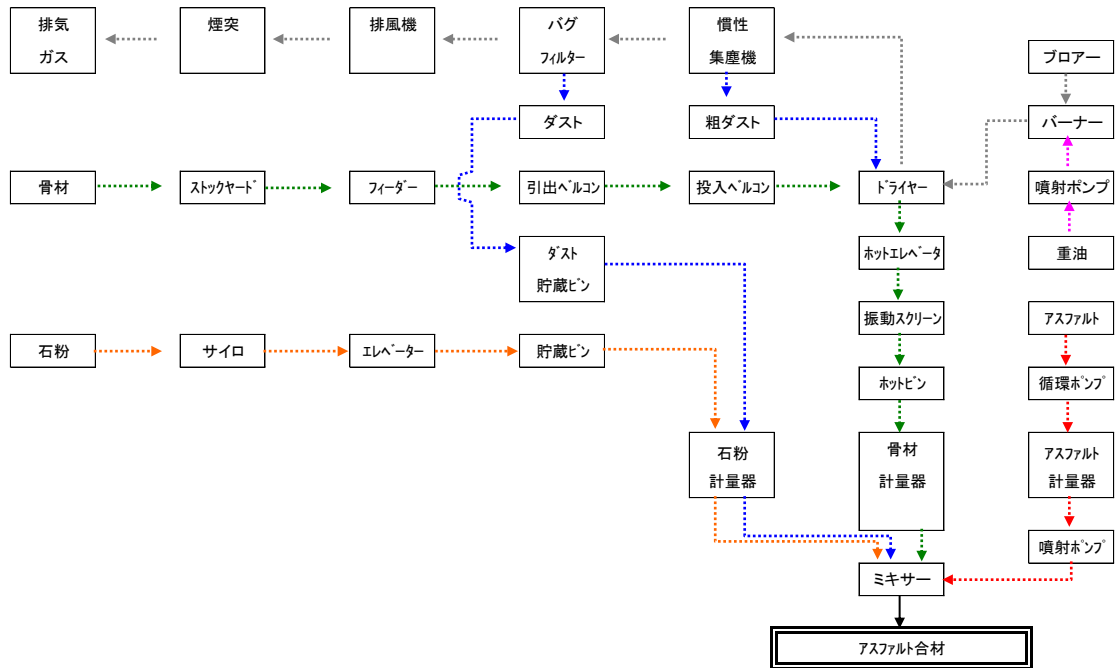 排気
ガス
煙突
排風機
バグ
フィルター
慣性
集塵機
ブロアー
ダスト
粗ダスト
バーナー
骨材
ストックヤード
フィーダー
引出ベルコン
投入ベルコン
ドライヤー
噴射ポンプ
ダスト
貯蔵ビン
ホットエレベータ
重油
振動スクリーン
アスファルト
石粉
サイロ
エレベーター
貯蔵ビン
ホットビン
循環ポンプ
石粉
計量器
骨材
計量器
アスファルト
計量器
噴射ポンプ
ミキサー
アスファルト合材